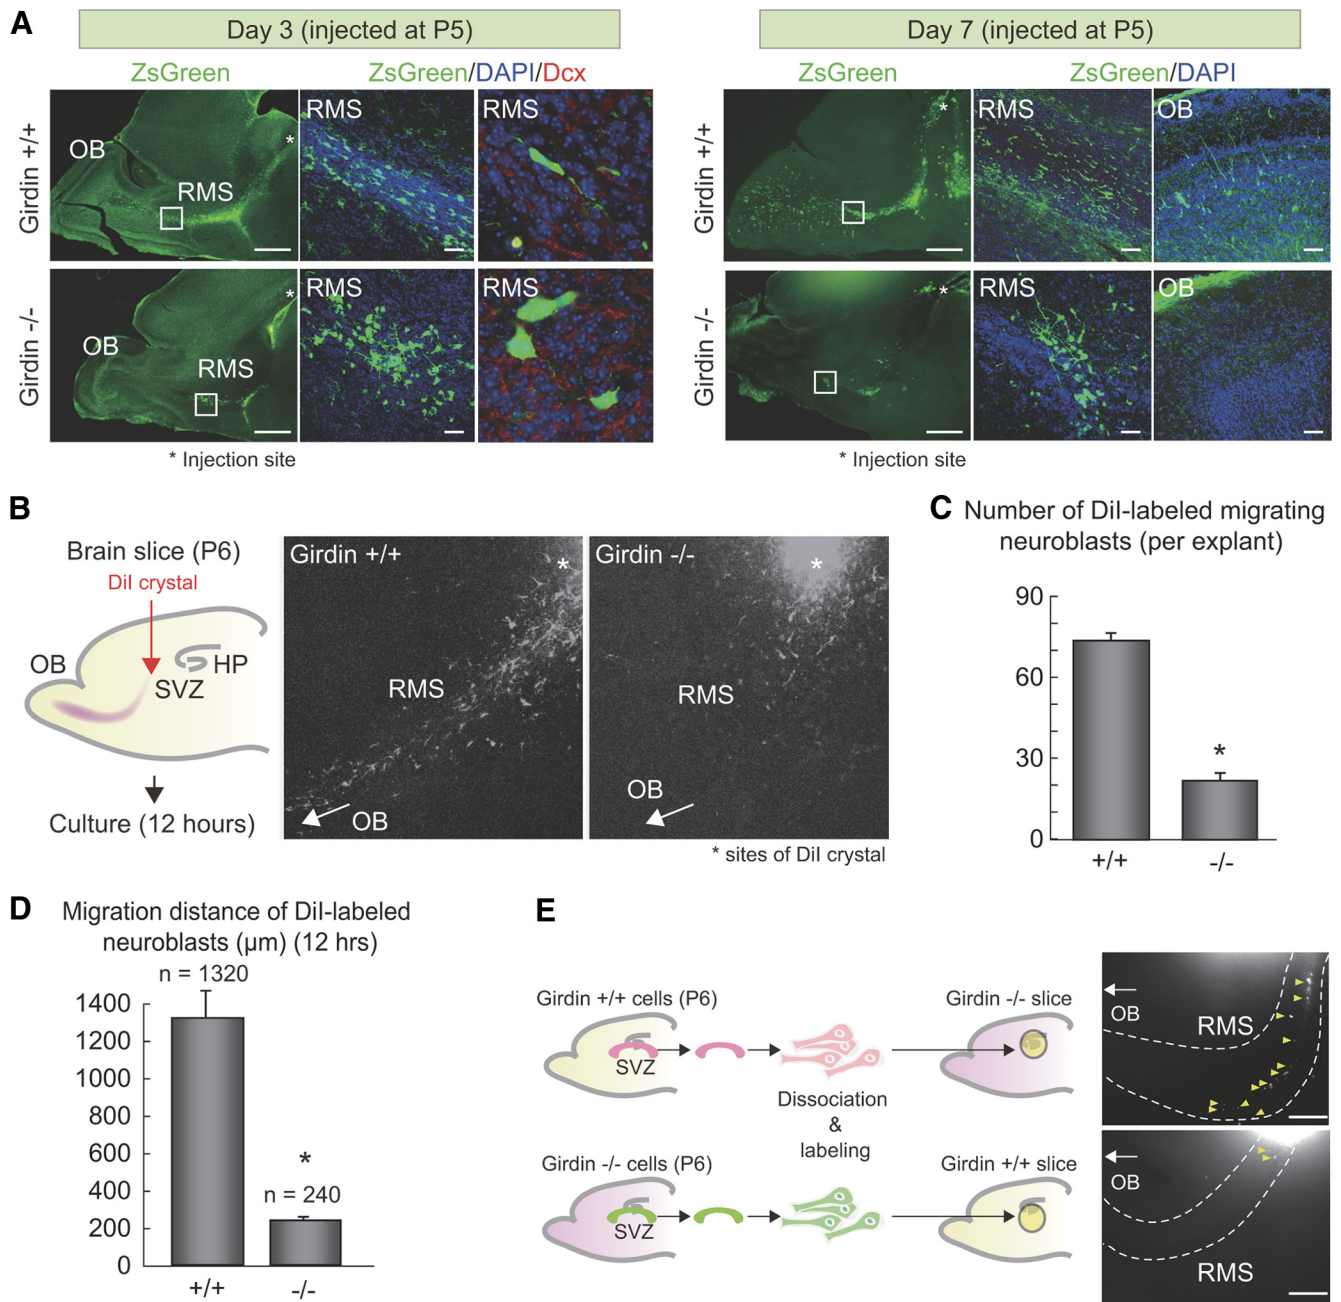 A
Day 3 (injected at P5)
Day 7 (injected at P5)
ZsGreen
ZsGreen/DAPI/Dcx
ZsGreen
ZsGreen/DAPI
Girdin +/+
OB
RMS
*
RMS
RMS
Girdin +/+
*
RMS
OB
Girdin -/-
OB
RMS
*
RMS
RMS
Girdin -/-
*
RMS
OB
* Injection site
* Injection site
B
Brain slice (P6)
DiI crystal
OB
HP
SVZ
Culture (12 hours)
Girdin +/+
*
RMS
OB
Girdin -/-
*
RMS
OB
* sites of DiI crystal
C
Number of DiI-labeled migrating
neuroblasts (per explant)
90
60
30
0
*
+/+
-/-
D
Migration distance of DiI-labeled
neuroblasts (µm) (12 hrs)
n = 1320
1400
1200
1000
800
600
400
200
0
*
n = 240
+/+
-/-
E
Girdin +/+ cells (P6)
SVZ
Girdin -/- slice
Dissociation
&
labeling
Girdin -/- cells (P6)
SVZ
Girdin +/+ slice
OB
RMS
OB
RMS